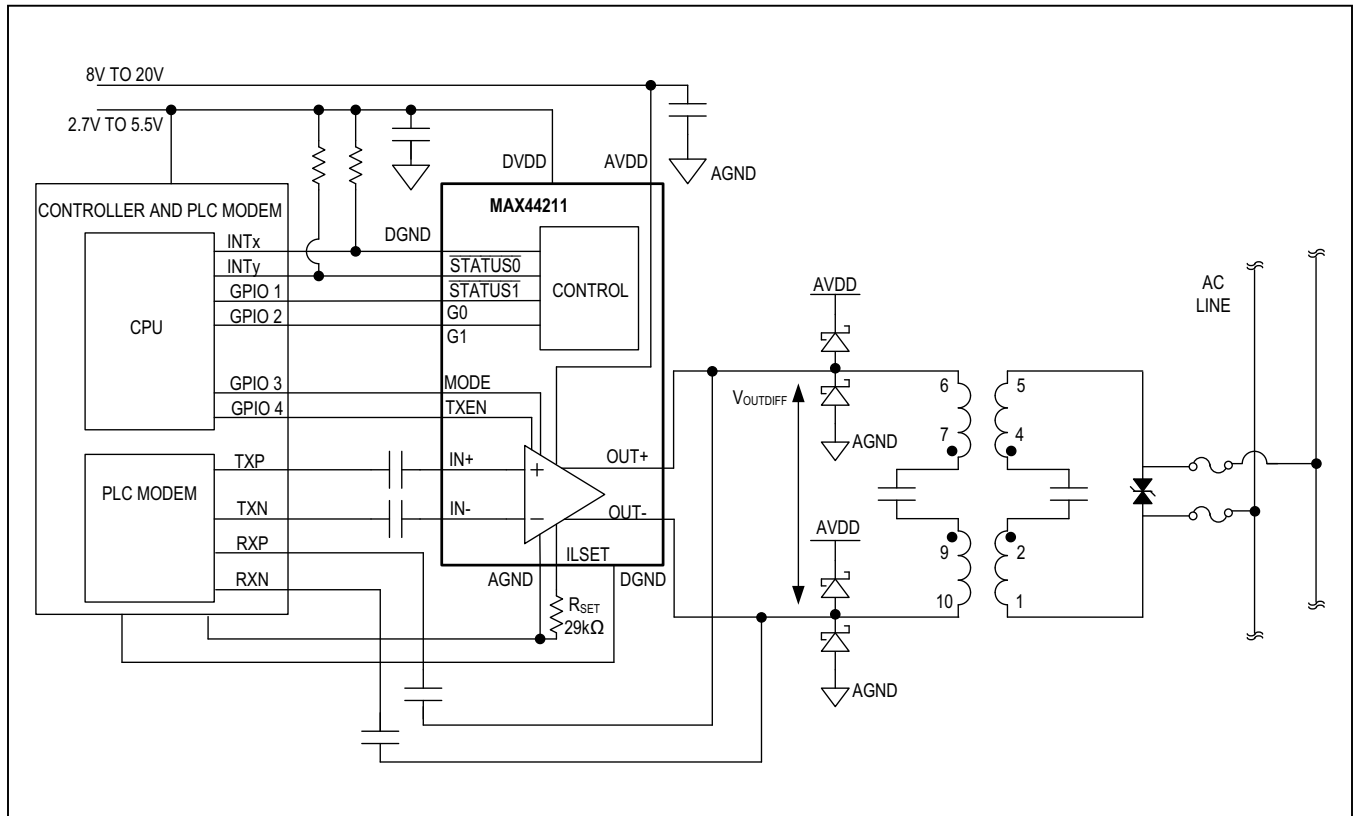 8V TO 20V
2.7V TO 5.5V
DVDD
AVDD
AGND
MAX44211
CONTROLLER AND PLC MODEM
CPU
INTx
INTy
GPIO 1
GPIO 2
GPIO 3
GPIO 4
DGND
STATUS0
STATUS1
G0
G1
CONTROL
MODE
TXEN
PLC MODEM
TXP
TXN
RXP
RXN
IN+
IN-
+
−
OUT+
OUT-
ILSET
AGND
DGND
RSET
29kΩ
VOUTDIFF
AVDD
AGND
AVDD
AGND
6
7
9
10
5
4
2
1
AC
LINE